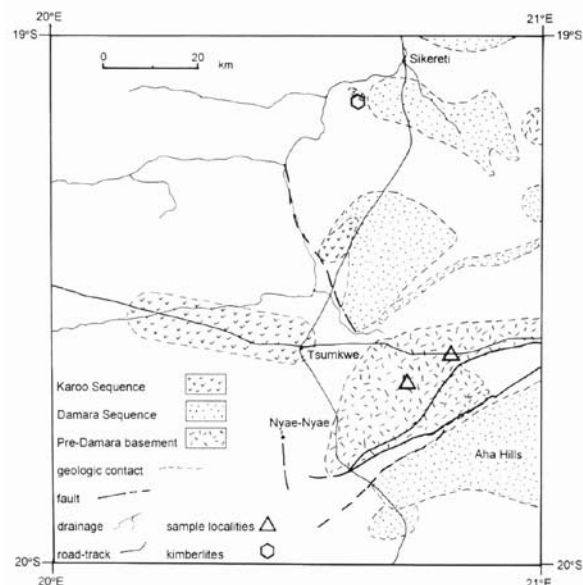 20°E
21°E
19°S
19°S
0 20
km
Sikereti
Tsumkwe
Karoo Sequence
Damara Sequence
Nyae-Nyae
Pre-Damara basement
Aha Hills
geologic contact
fault
drainage
sample localities
road-track
kimberlites
20°S
20°S
20°E
21°E